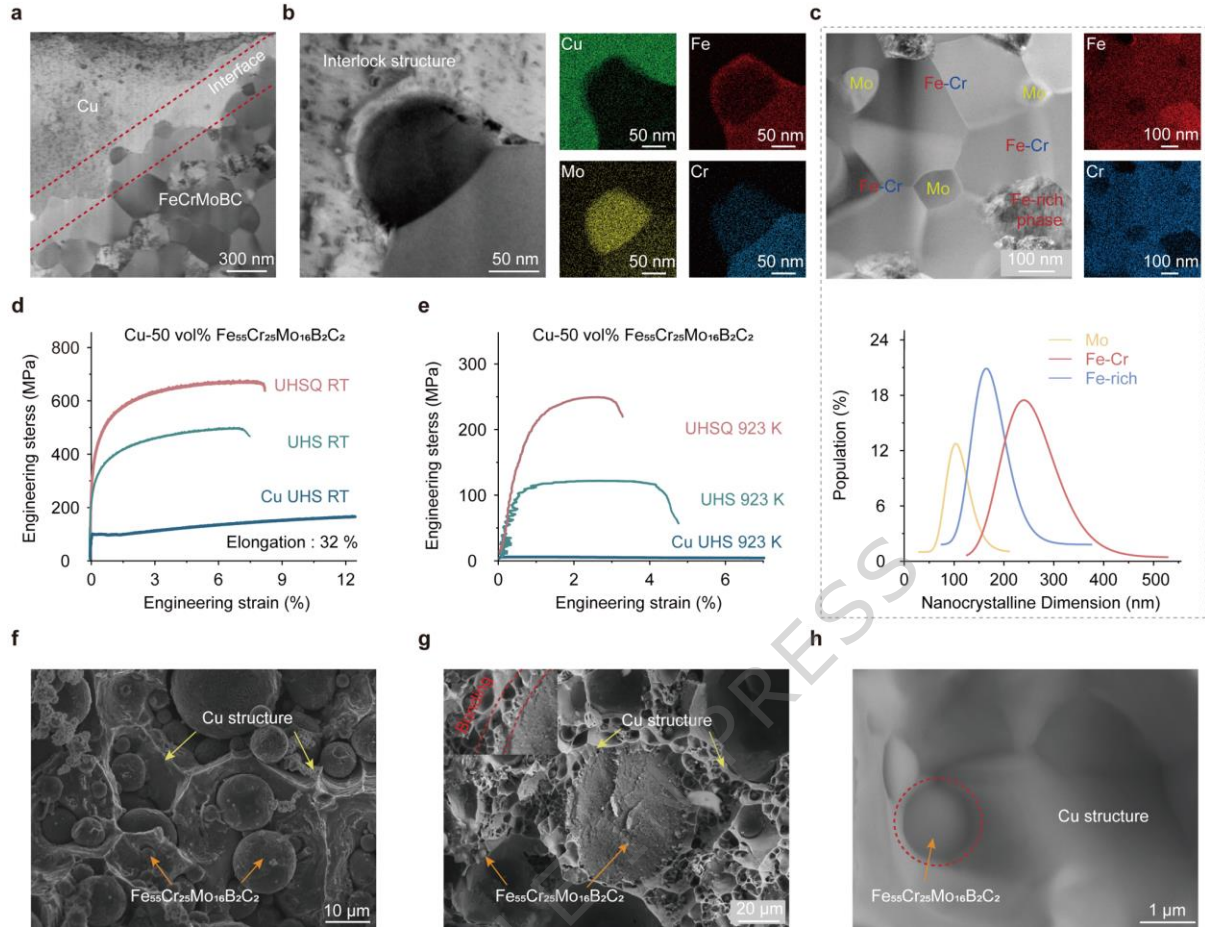 a
Cu
Interface
FeCrMoBC
300 nm
b
Interlock structure
50 nm
Cu
50 nm
Fe
50 nm
Mo
50 nm
Cr
50 nm
c
Mo
Fe-Cr
Mo
Fe-Cr
Fe-Cr
Mo
Fe-rich
phase
100 nm
Fe
100 nm
Cr
100 nm
24
18
12
6
0
Population (%)
Mo
Fe-Cr
Fe-rich
0 100 200 300 400 500
Nanocrystalline Dimension (nm)
d
Cu-50 vol% Fe₅₅Cr₂₅Mo₁₆B₂C₂
800
600
400
200
0
Engineering sterss (MPa)
UHSQ RT
UHS RT
Cu UHS RT
Elongation : 32 %
0 3 6 9 12
Engineering strain (%)
e
Cu-50 vol% Fe₅₅Cr₂₅Mo₁₆B₂C₂
300
200
100
0
Engineering sterss (MPa)
UHSQ 923 K
UHS 923 K
Cu UHS 923 K
0 2 4 6
Engineering strain (%)
f
Cu structure
Fe₅₅Cr₂₅Mo₁₆B₂C₂
10 µm
g
Cu structure
Fe₅₅Cr₂₅Mo₁₆B₂C₂
20 µm
h
Cu structure
Fe₅₅Cr₂₅Mo₁₆B₂C₂
1 µm
PRESS